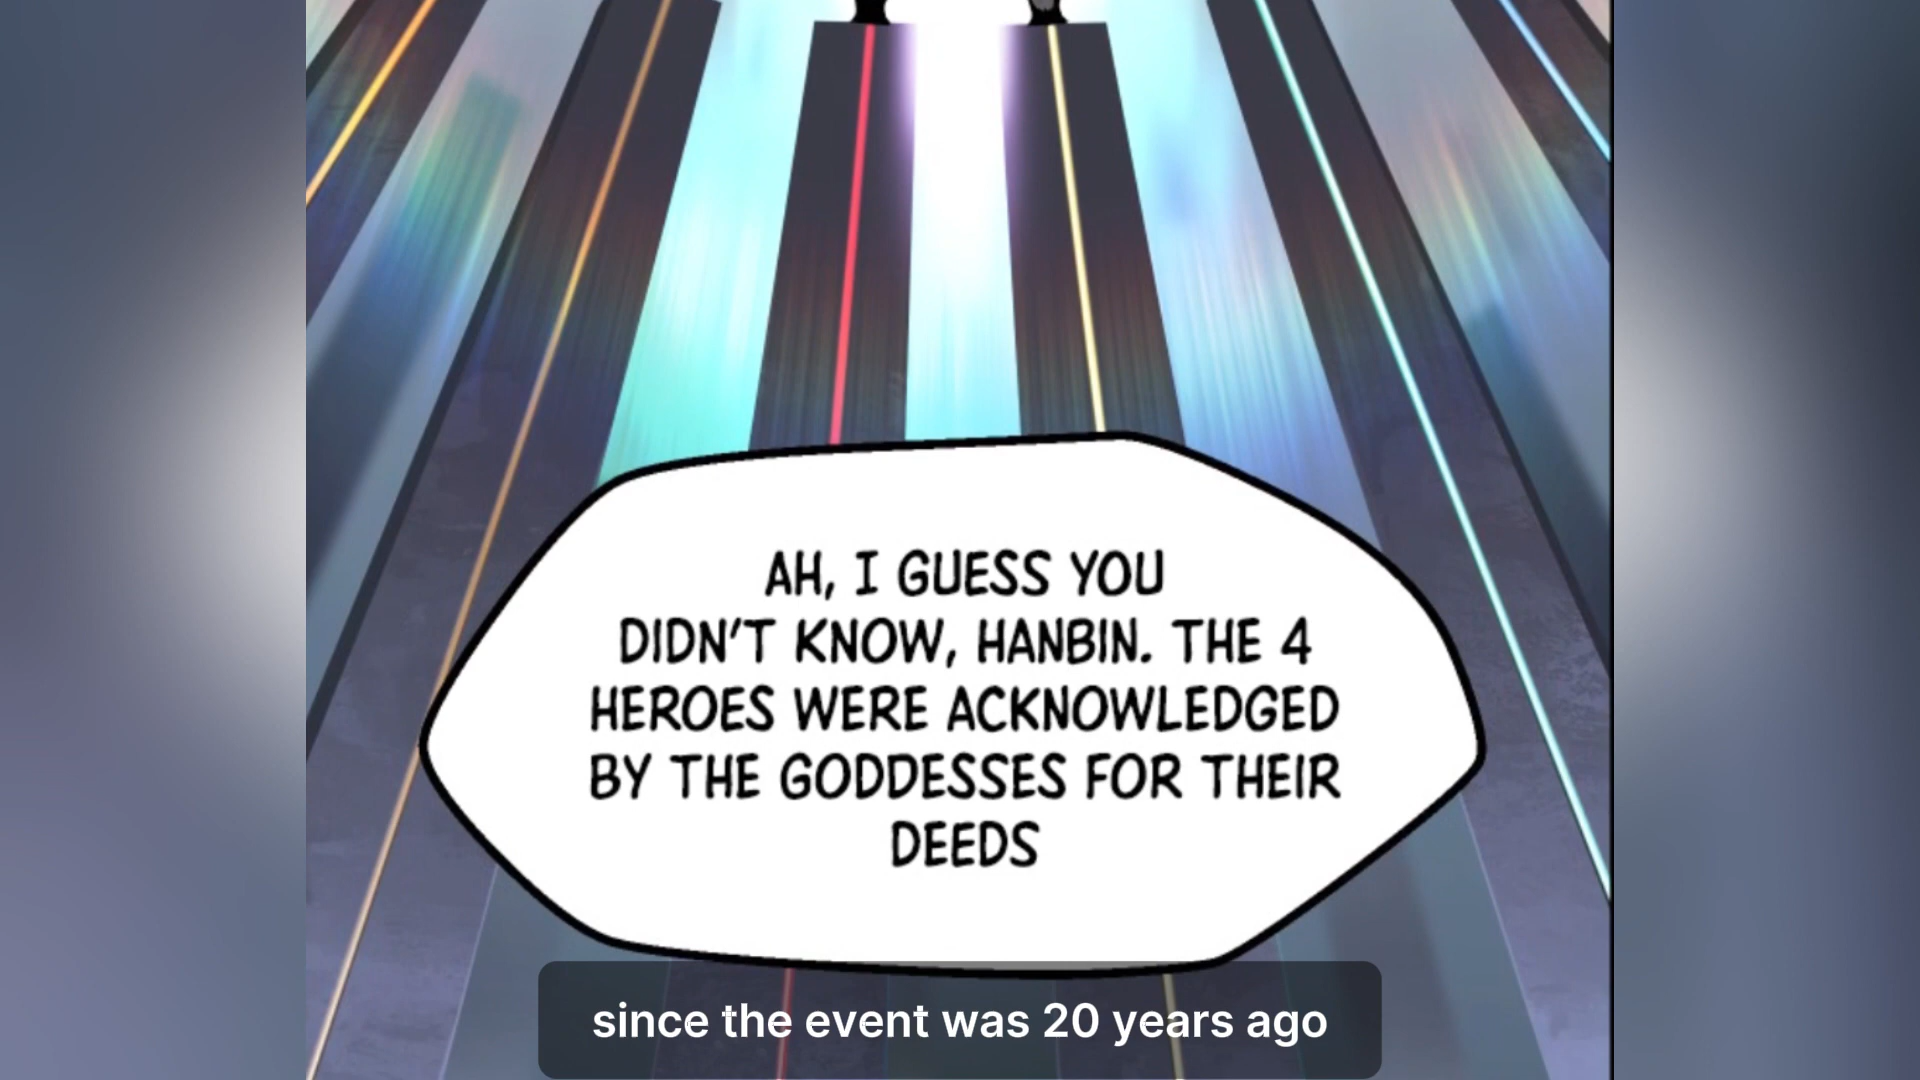 AH, I GUESS YOU
DIDN'T KNOW, HANBIN. THE 4
HEROES WERE ACKNOWLEDGED
BY THE GODDESSES FOR THEIR
DEEDS
since the event was 20 years ago